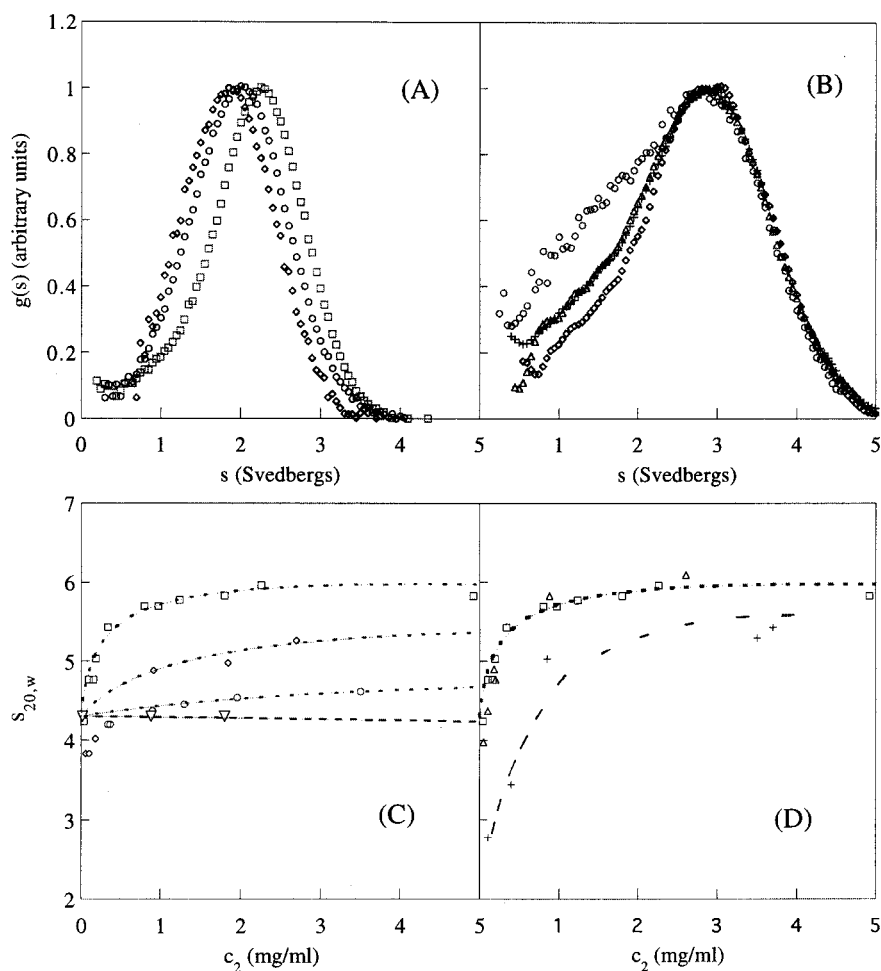 1.2
1
0.8
0.6
0.4
0.2
0
g(s) (arbitrary units)
(A)
(B)
0 1 2 3 4 5 1 2 3 4 5
s (Svedbergs) s (Svedbergs)
7
6
5
4
3
2
s20,w
(C)
(D)
0 1 2 3 4 5 1 2 3 4 5
c2 (mg/ml) c2 (mg/ml)